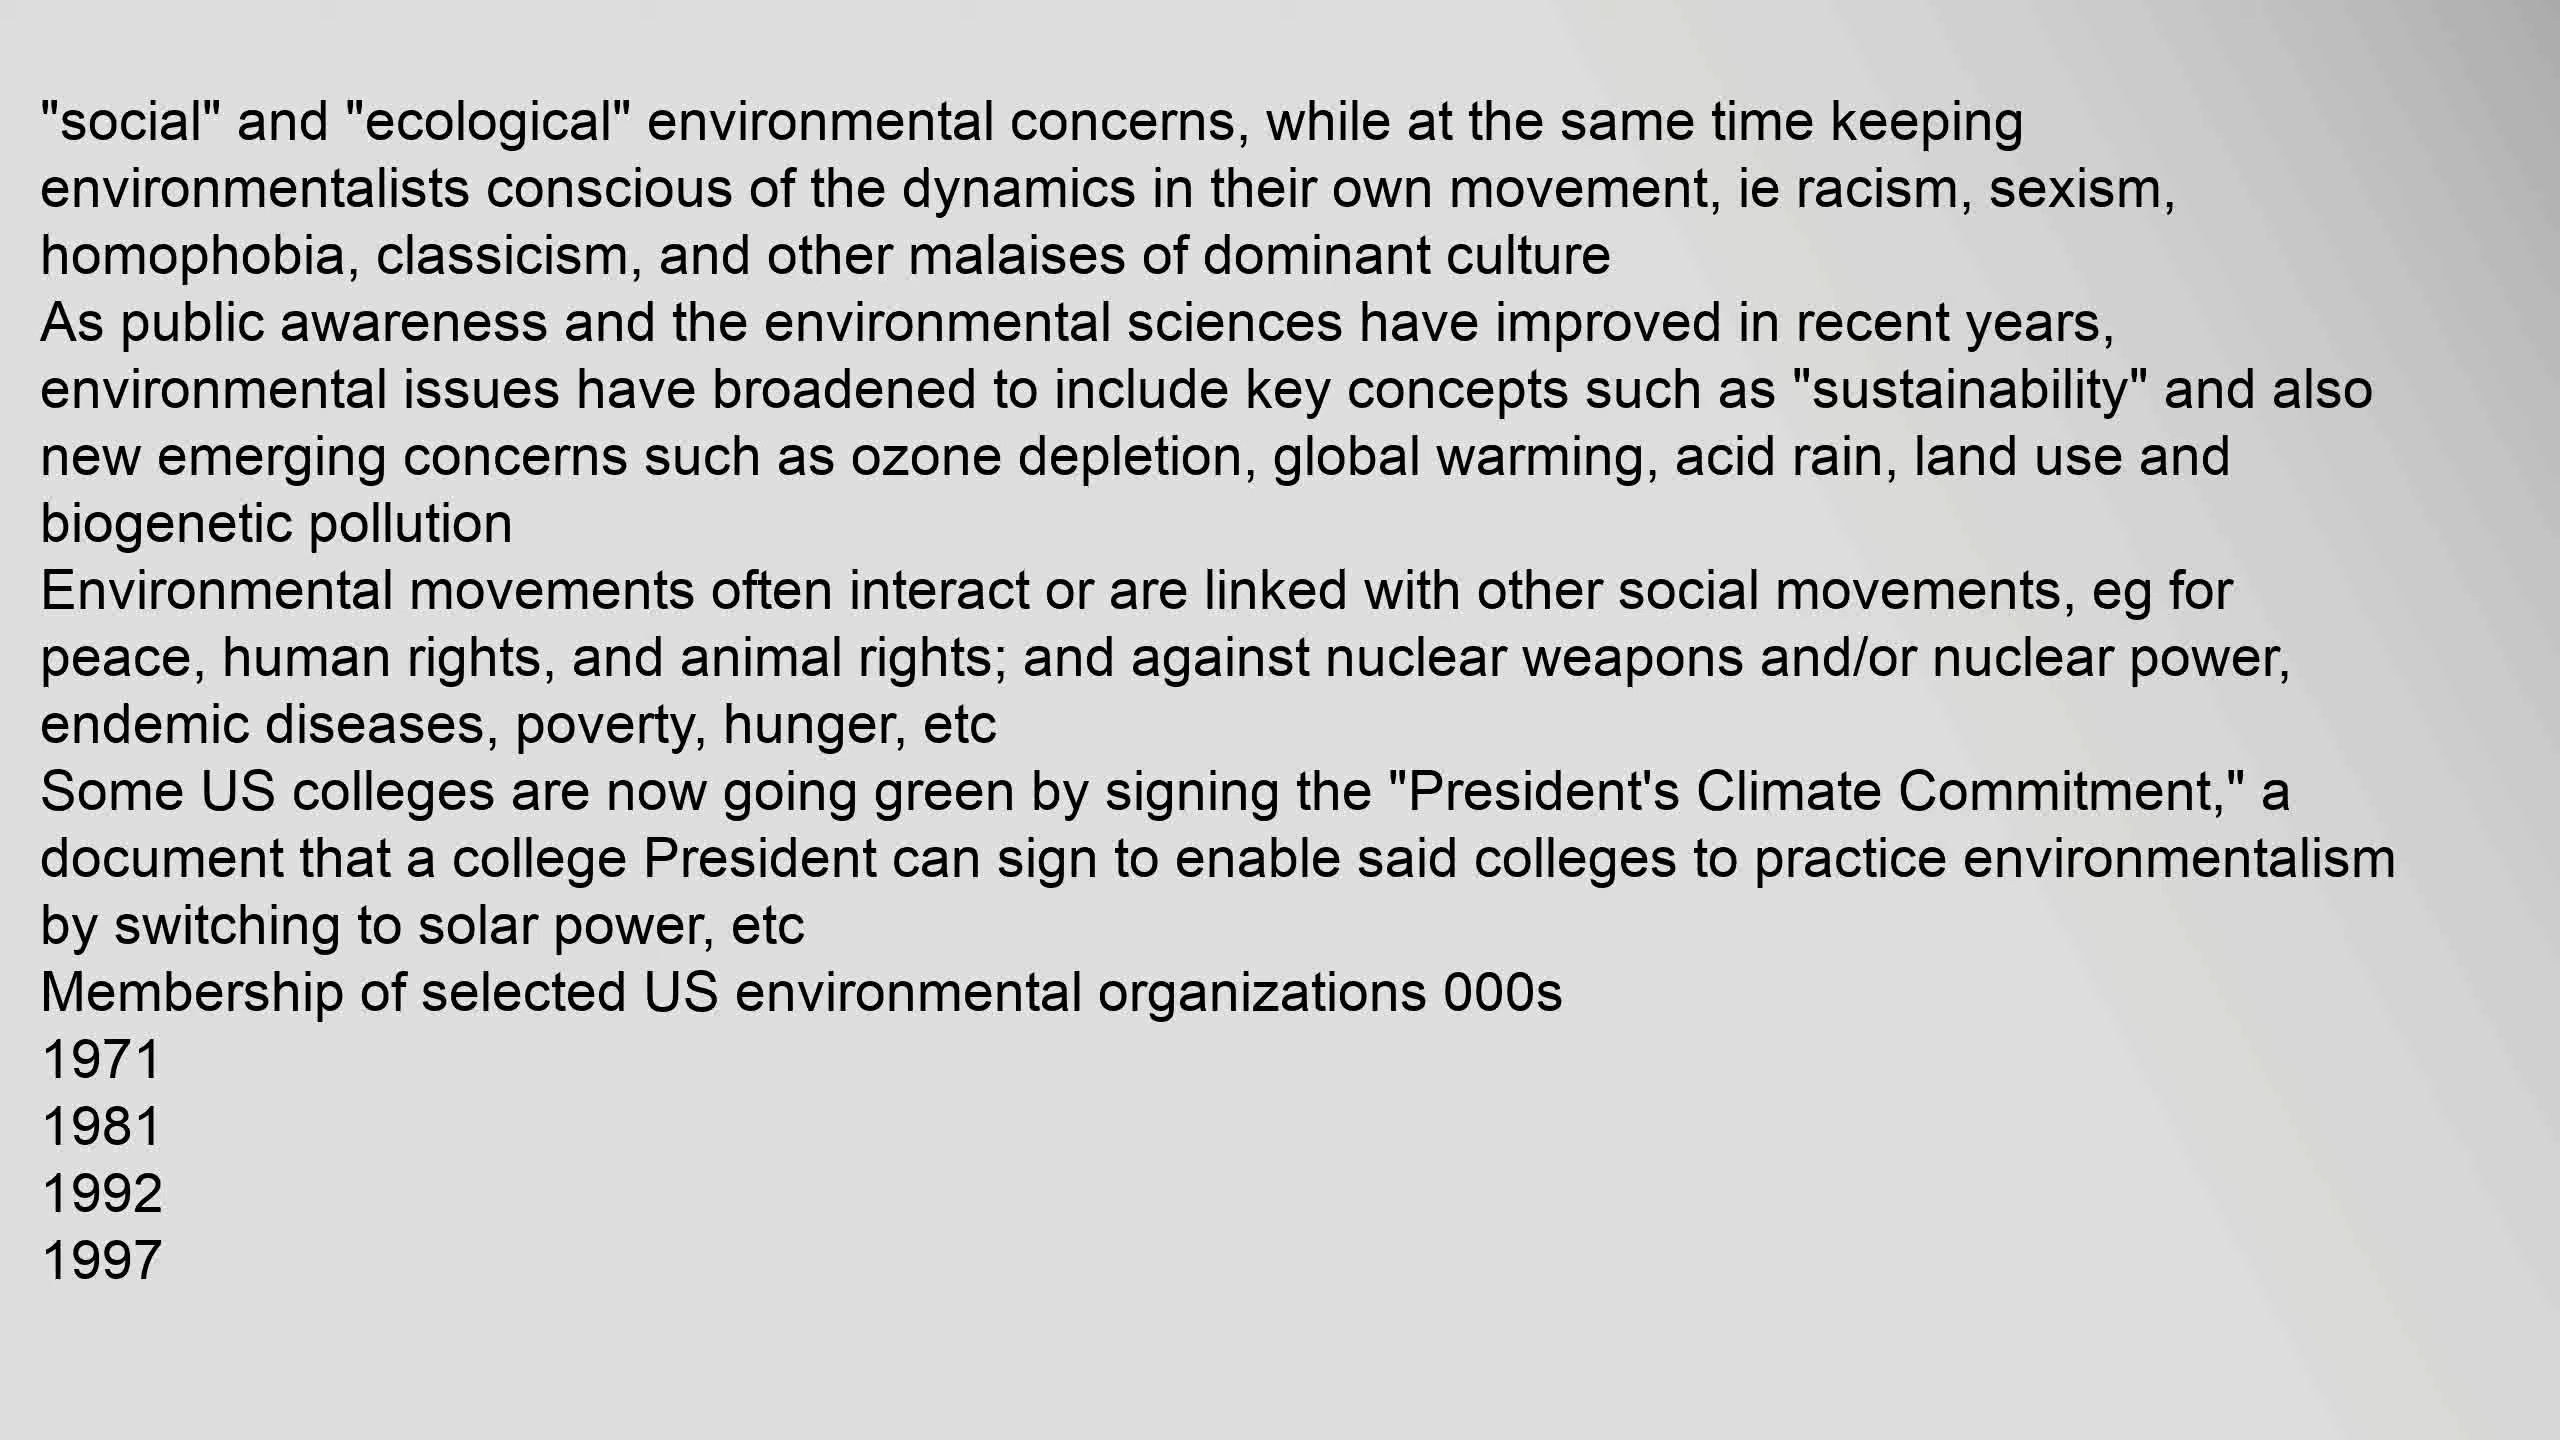 "social" and "ecological" environmental concerns, while at the same time keeping
environmentalists conscious of the dynamics in their own movement, ie racism, sexism,
homophobia, classicism, and other malaises of dominant culture
As public awareness and the environmental sciences have improved in recent years,
environmental issues have broadened to include key concepts such as "sustainability" and also
new emerging concerns such as ozone depletion, global warming, acid rain, land use and
biogenetic pollution
Environmental movements often interact or are linked with other social movements, eg for
peace, human rights, and animal rights; and against nuclear weapons and/or nuclear power,
endemic diseases, poverty, hunger, etc
Some US colleges are now going green by signing the "President's Climate Commitment," a
document that a college President can sign to enable said colleges to practice environmentalism
by switching to solar power, etc
Membership of selected US environmental organizations 000s
1971
1981
1992
1997